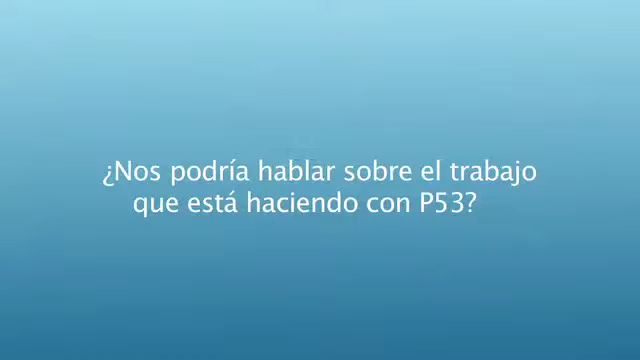 ¿Nos podría hablar sobre el trabajo
que está haciendo con P53?